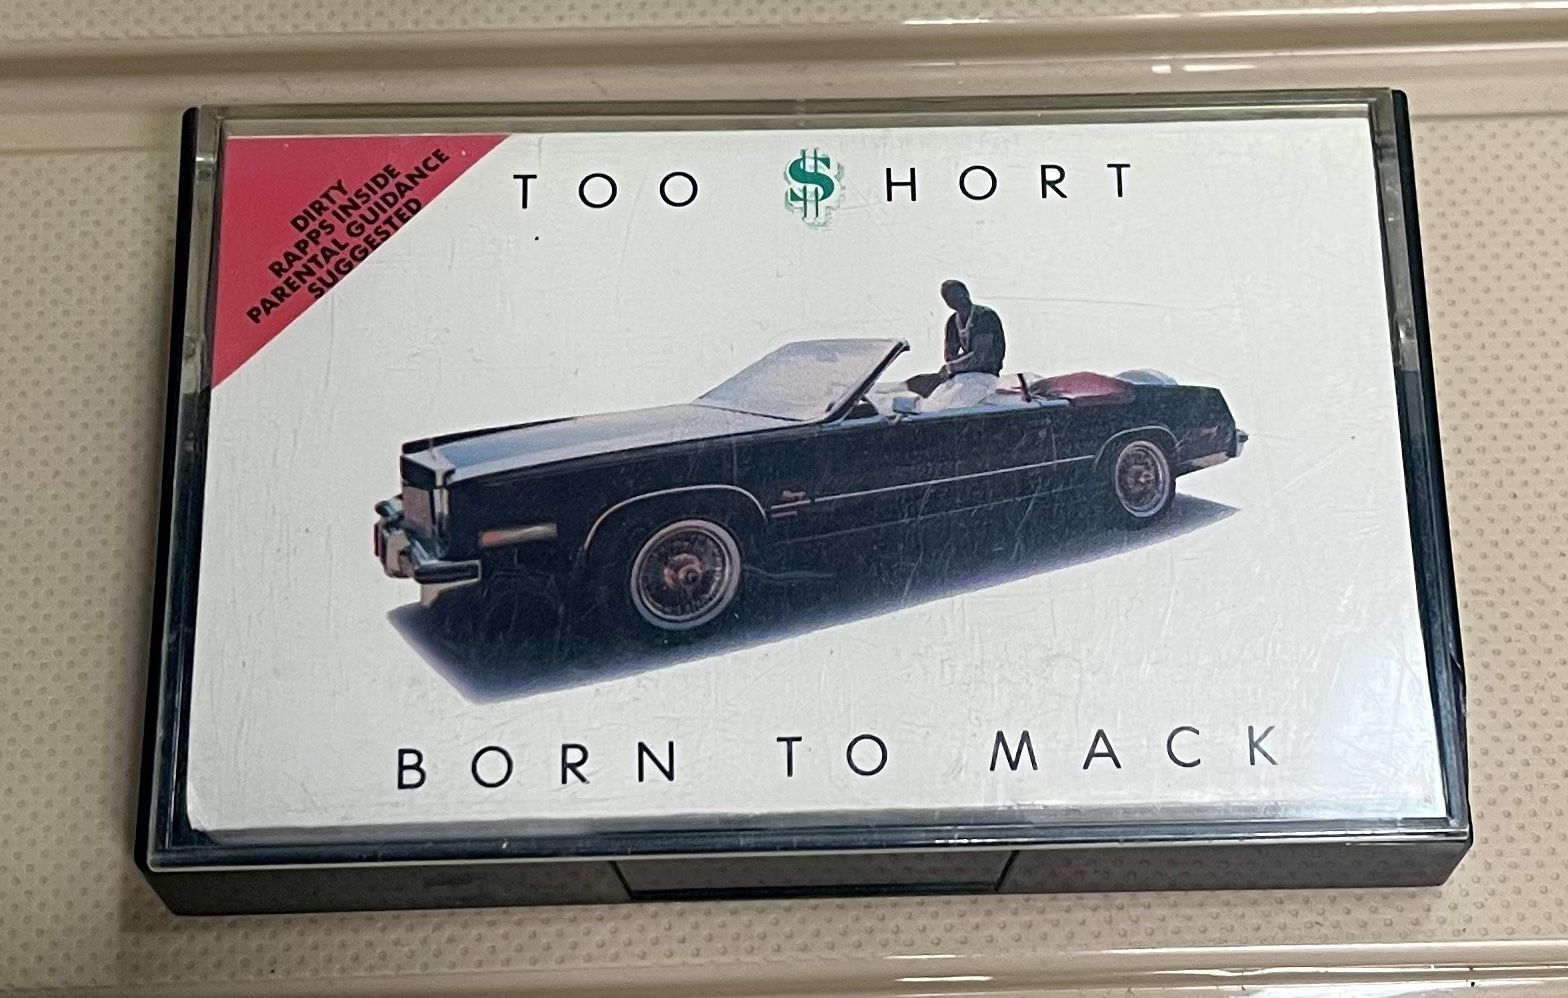 DIRTY
RAPPS INSIDE
PARENTAL GUIDANCE
SUGGESTED
TOO $HORT
BORN TO MACK